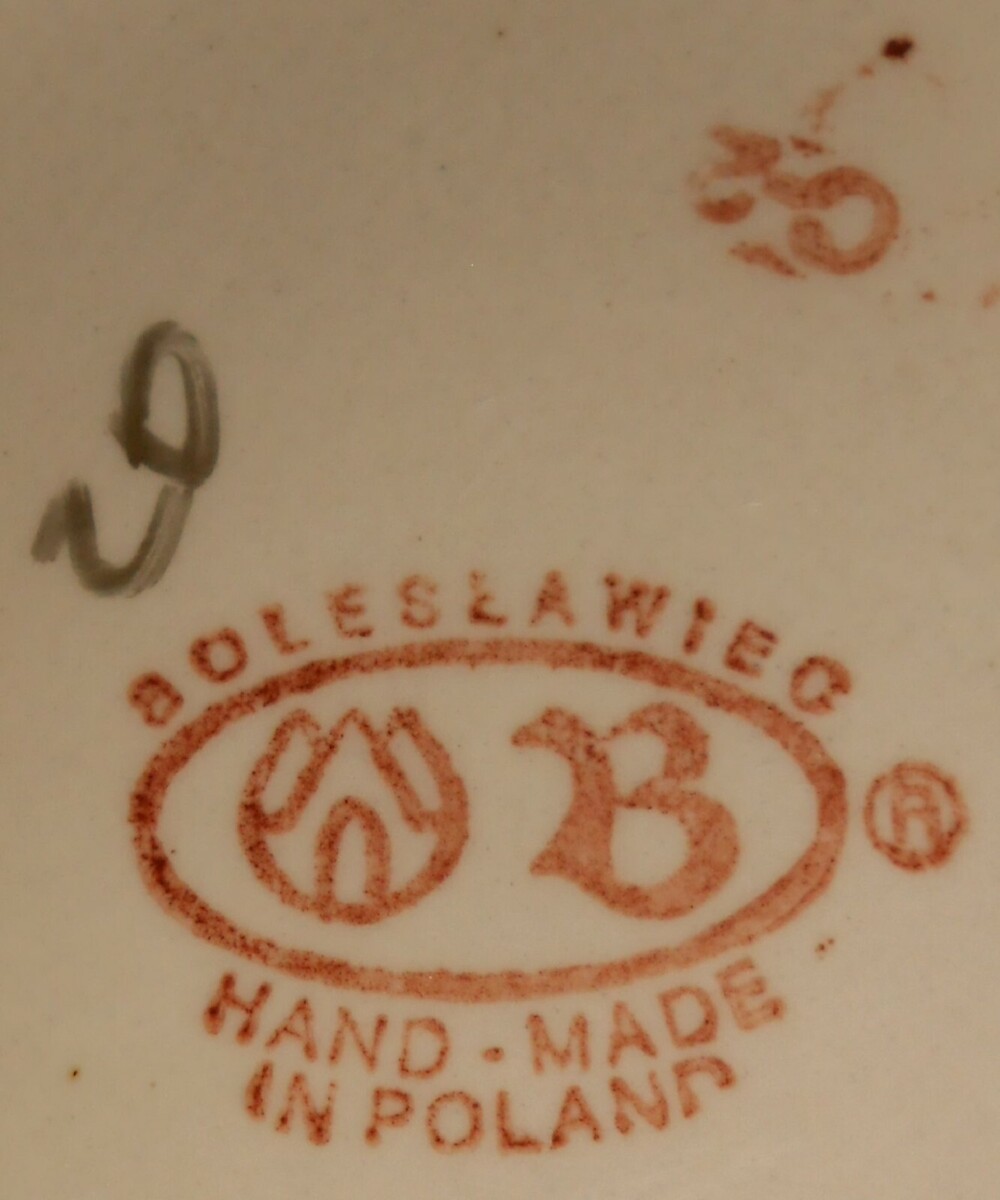 BOLESŁAWIEC
B
®
HAND-MADE
IN POLAND